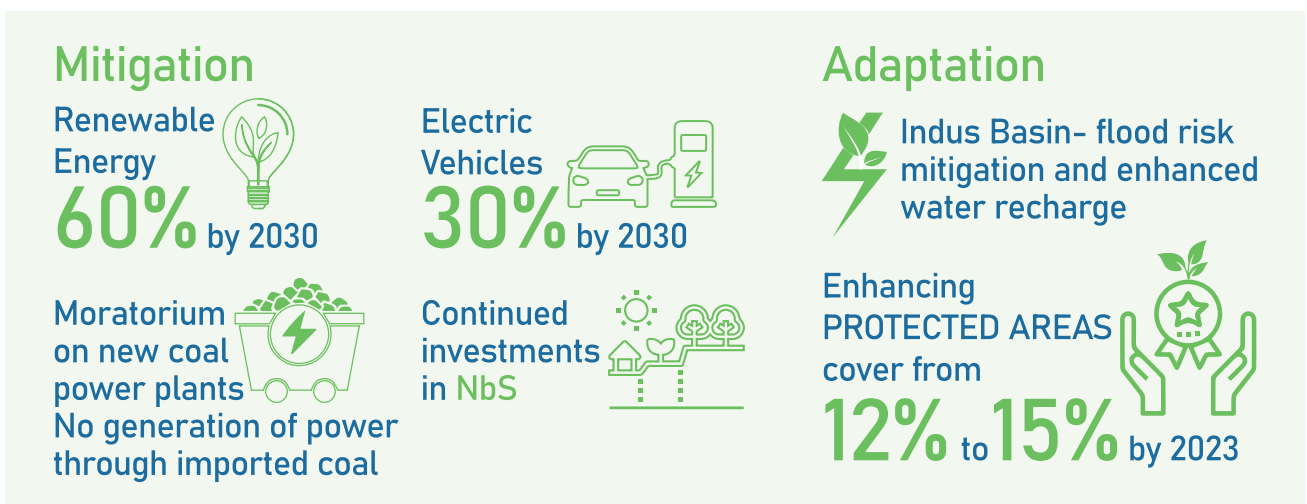 Mitigation
Renewable
Energy
60% by 2030
Electric
Vehicles
30% by 2030
Moratorium
on new coal
power plants
No generation of power
through imported coal
Continued
investments
in NbS
Adaptation
Indus Basin- flood risk
mitigation and enhanced
water recharge
Enhancing
PROTECTED AREAS
cover from
12% to 15% by 2023